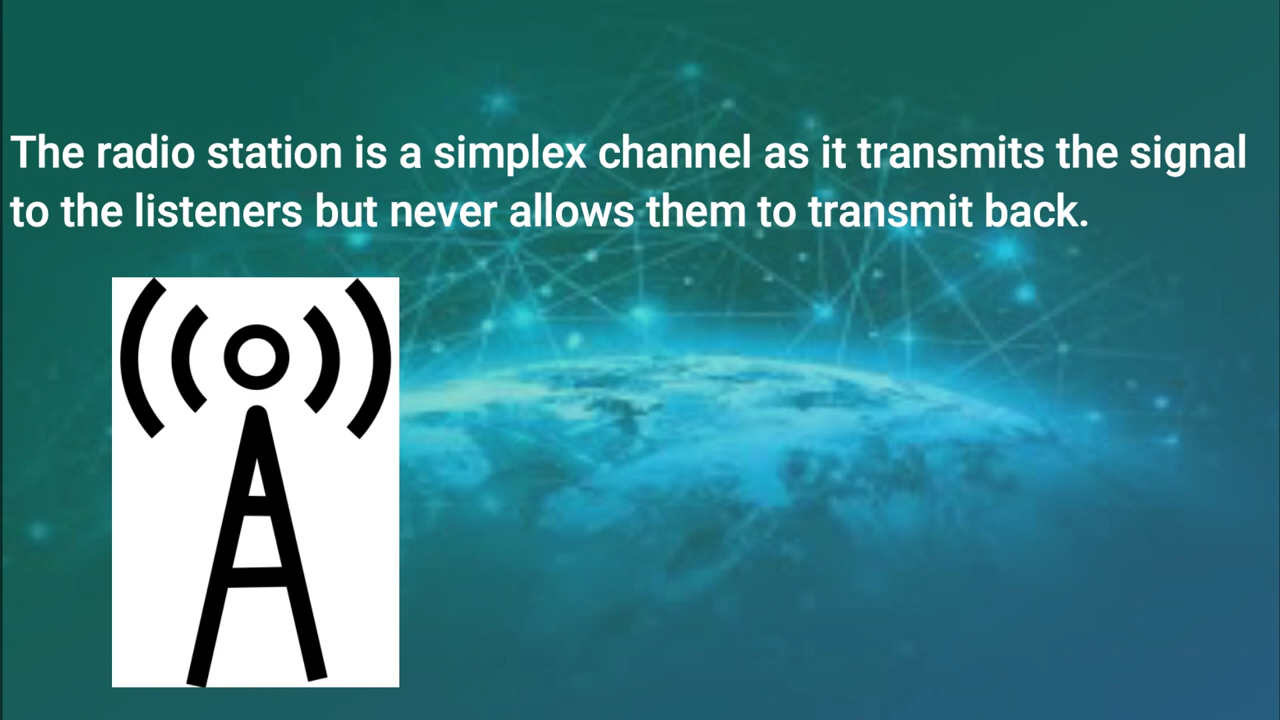 The radio station is a simplex channel as it transmits the signal
to the listeners but never allows them to transmit back.